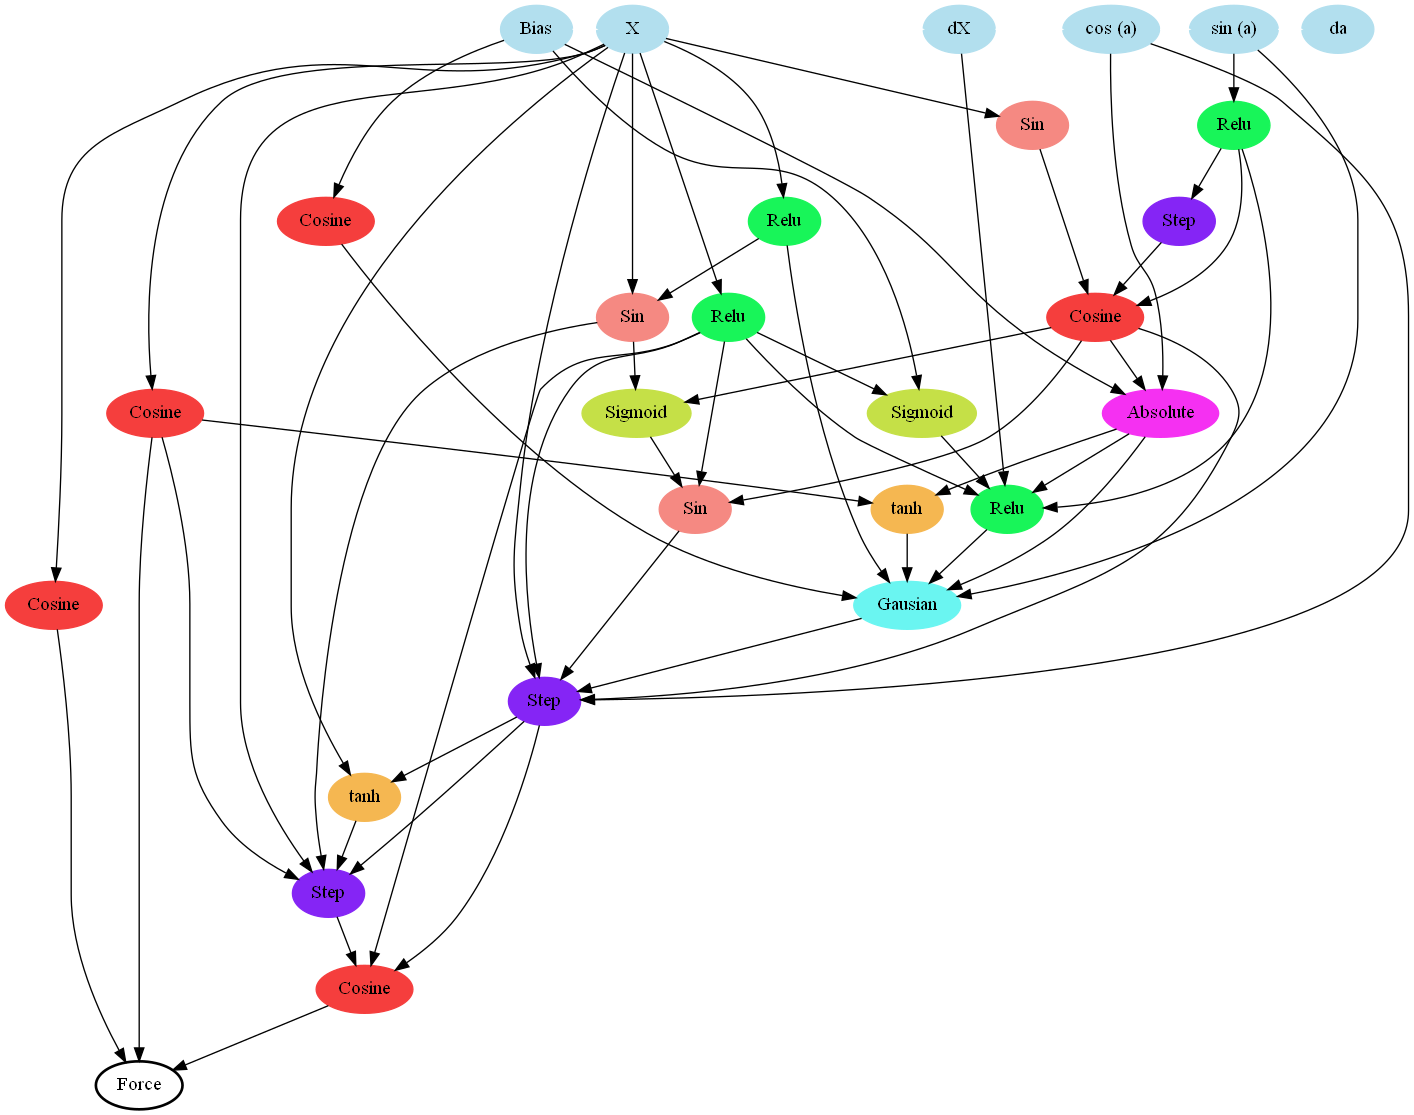 Bias
X
dX
cos (a)
sin (a)
da
Sin
Relu
Cosine
Relu
Step
Sin
Relu
Cosine
Cosine
Sigmoid
Sigmoid
Absolute
Sin
tanh
Relu
Cosine
Gausian
Step
tanh
Step
Cosine
Force